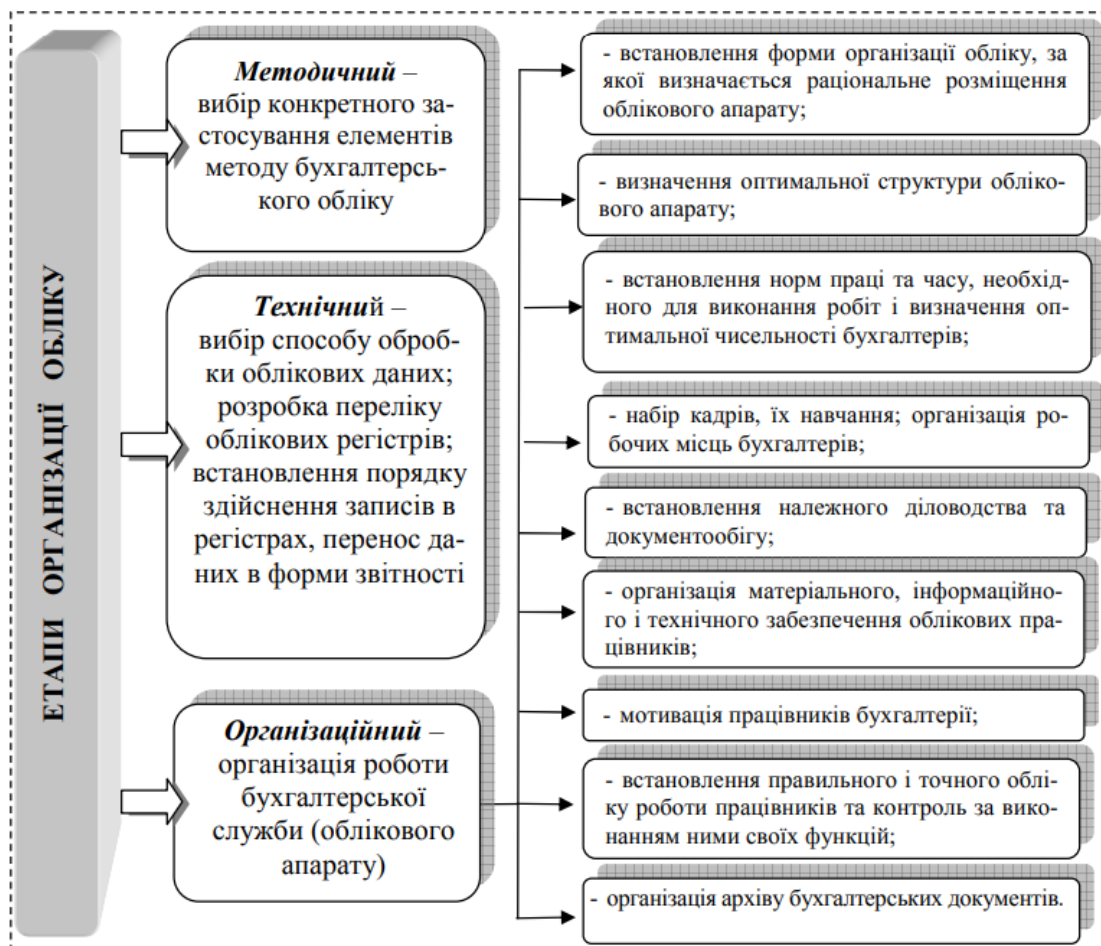 ЕТАПИ ОРГАНІЗАЦІЇ ОБЛІКУ
Методичний –
вибір конкретного за-
стосування елементів
методу бухгалтерсь-
кого обліку
Технічний –
вибір способу оброб-
ки облікових даних;
розробка переліку
облікових регістрів;
встановлення порядку
здійснення записів в
регістрах, перенос да-
них в форми звітності
Організаційний –
організація роботи
бухгалтерської
служби (облікового
апарату)
- встановлення форми організації обліку, за
якої визначається раціональне розміщення
облікового апарату;
- визначення оптимальної структури обліко-
вого апарату;
- встановлення норм праці та часу, необхід-
ного для виконання робіт і визначення оп-
тимальної чисельності бухгалтерів;
- набір кадрів, їх навчання; організація ро-
бочих місць бухгалтерів;
- встановлення належного діловодства та
документообігу;
- організація матеріального, інформаційно-
го і технічного забезпечення облікових пра-
цівників;
- мотивація працівників бухгалтерії;
- встановлення правильного і точного облі-
ку роботи працівників та контроль за вико-
нанням ними своїх функцій;
- організація архіву бухгалтерських документів.